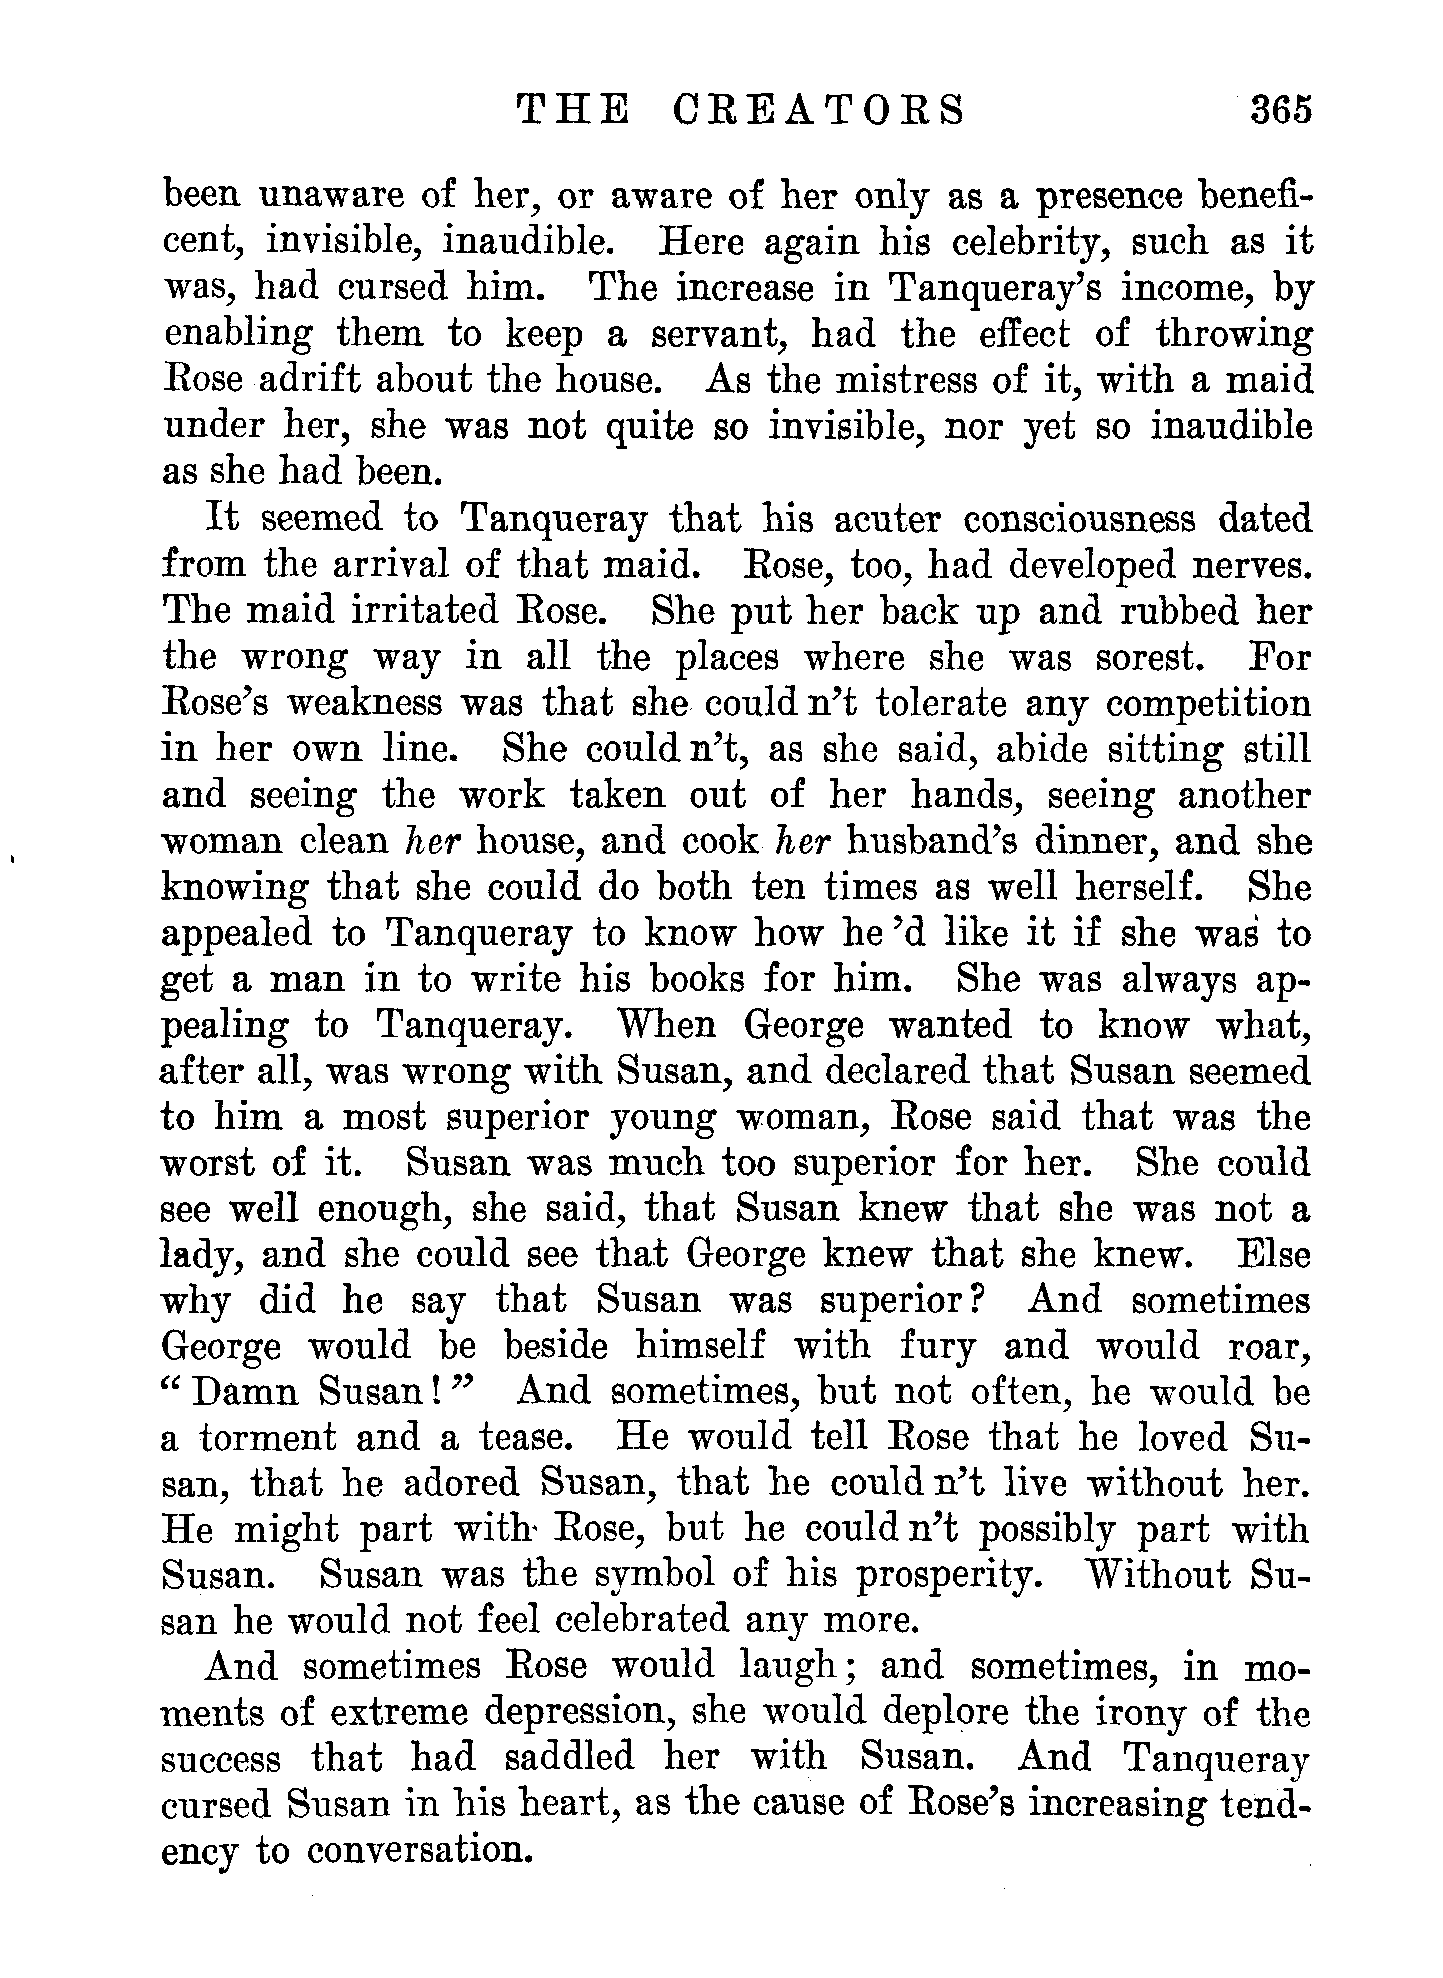 THE CREATORS 365
been unaware of her, or aware of her only as a presence benefi-
cent, invisible, inaudible. Here again his celebrity, such as it
was, had cursed him. The increase in Tanqueray's income, by
enabling them to keep a servant, had the effect of throwing
Rose adrift about the house. As the mistress of it, with a maid
under her, she was not quite so invisible, nor yet so inaudible
as she had been.
It seemed to Tanqueray that his acuter consciousness dated
from the arrival of that maid. Rose, too, had developed nerves.
The maid irritated Rose. She put her back up and rubbed her
the wrong way in all the places where she was sorest. For
Rose's weakness was that she could n't tolerate any competition
in her own line. She could n't, as she said, abide sitting still
and seeing the work taken out of her hands, seeing another
woman clean her house, and cook her husband's dinner, and she
knowing that she could do both ten times as well herself. She
appealed to Tanqueray to know how he 'd like it if she was to
get a man in to write his books for him. She was always ap-
pealing to Tanqueray. When George wanted to know what,
after all, was wrong with Susan, and declared that Susan seemed
to him a most superior young woman, Rose said that was the
worst of it. Susan was much too superior for her. She could
see well enough, she said, that Susan knew that she was not a
lady, and she could see that George knew that she knew. Else
why did he say that Susan was superior? And sometimes
George would be beside himself with fury and would roar,
"Damn Susan!" And sometimes, but not often, he would be
a torment and a tease. He would tell Rose that he loved Su-
san, that he adored Susan, that he could n't live without her.
He might part with Rose, but he could n't possibly part with
Susan. Susan was the symbol of his prosperity. Without Su-
san he would not feel celebrated any more.
And sometimes Rose would laugh; and sometimes, in mo-
ments of extreme depression, she would deplore the irony of the
success that had saddled her with Susan. And Tanqueray
cursed Susan in his heart, as the cause of Rose's increasing tend-
ency to conversation.